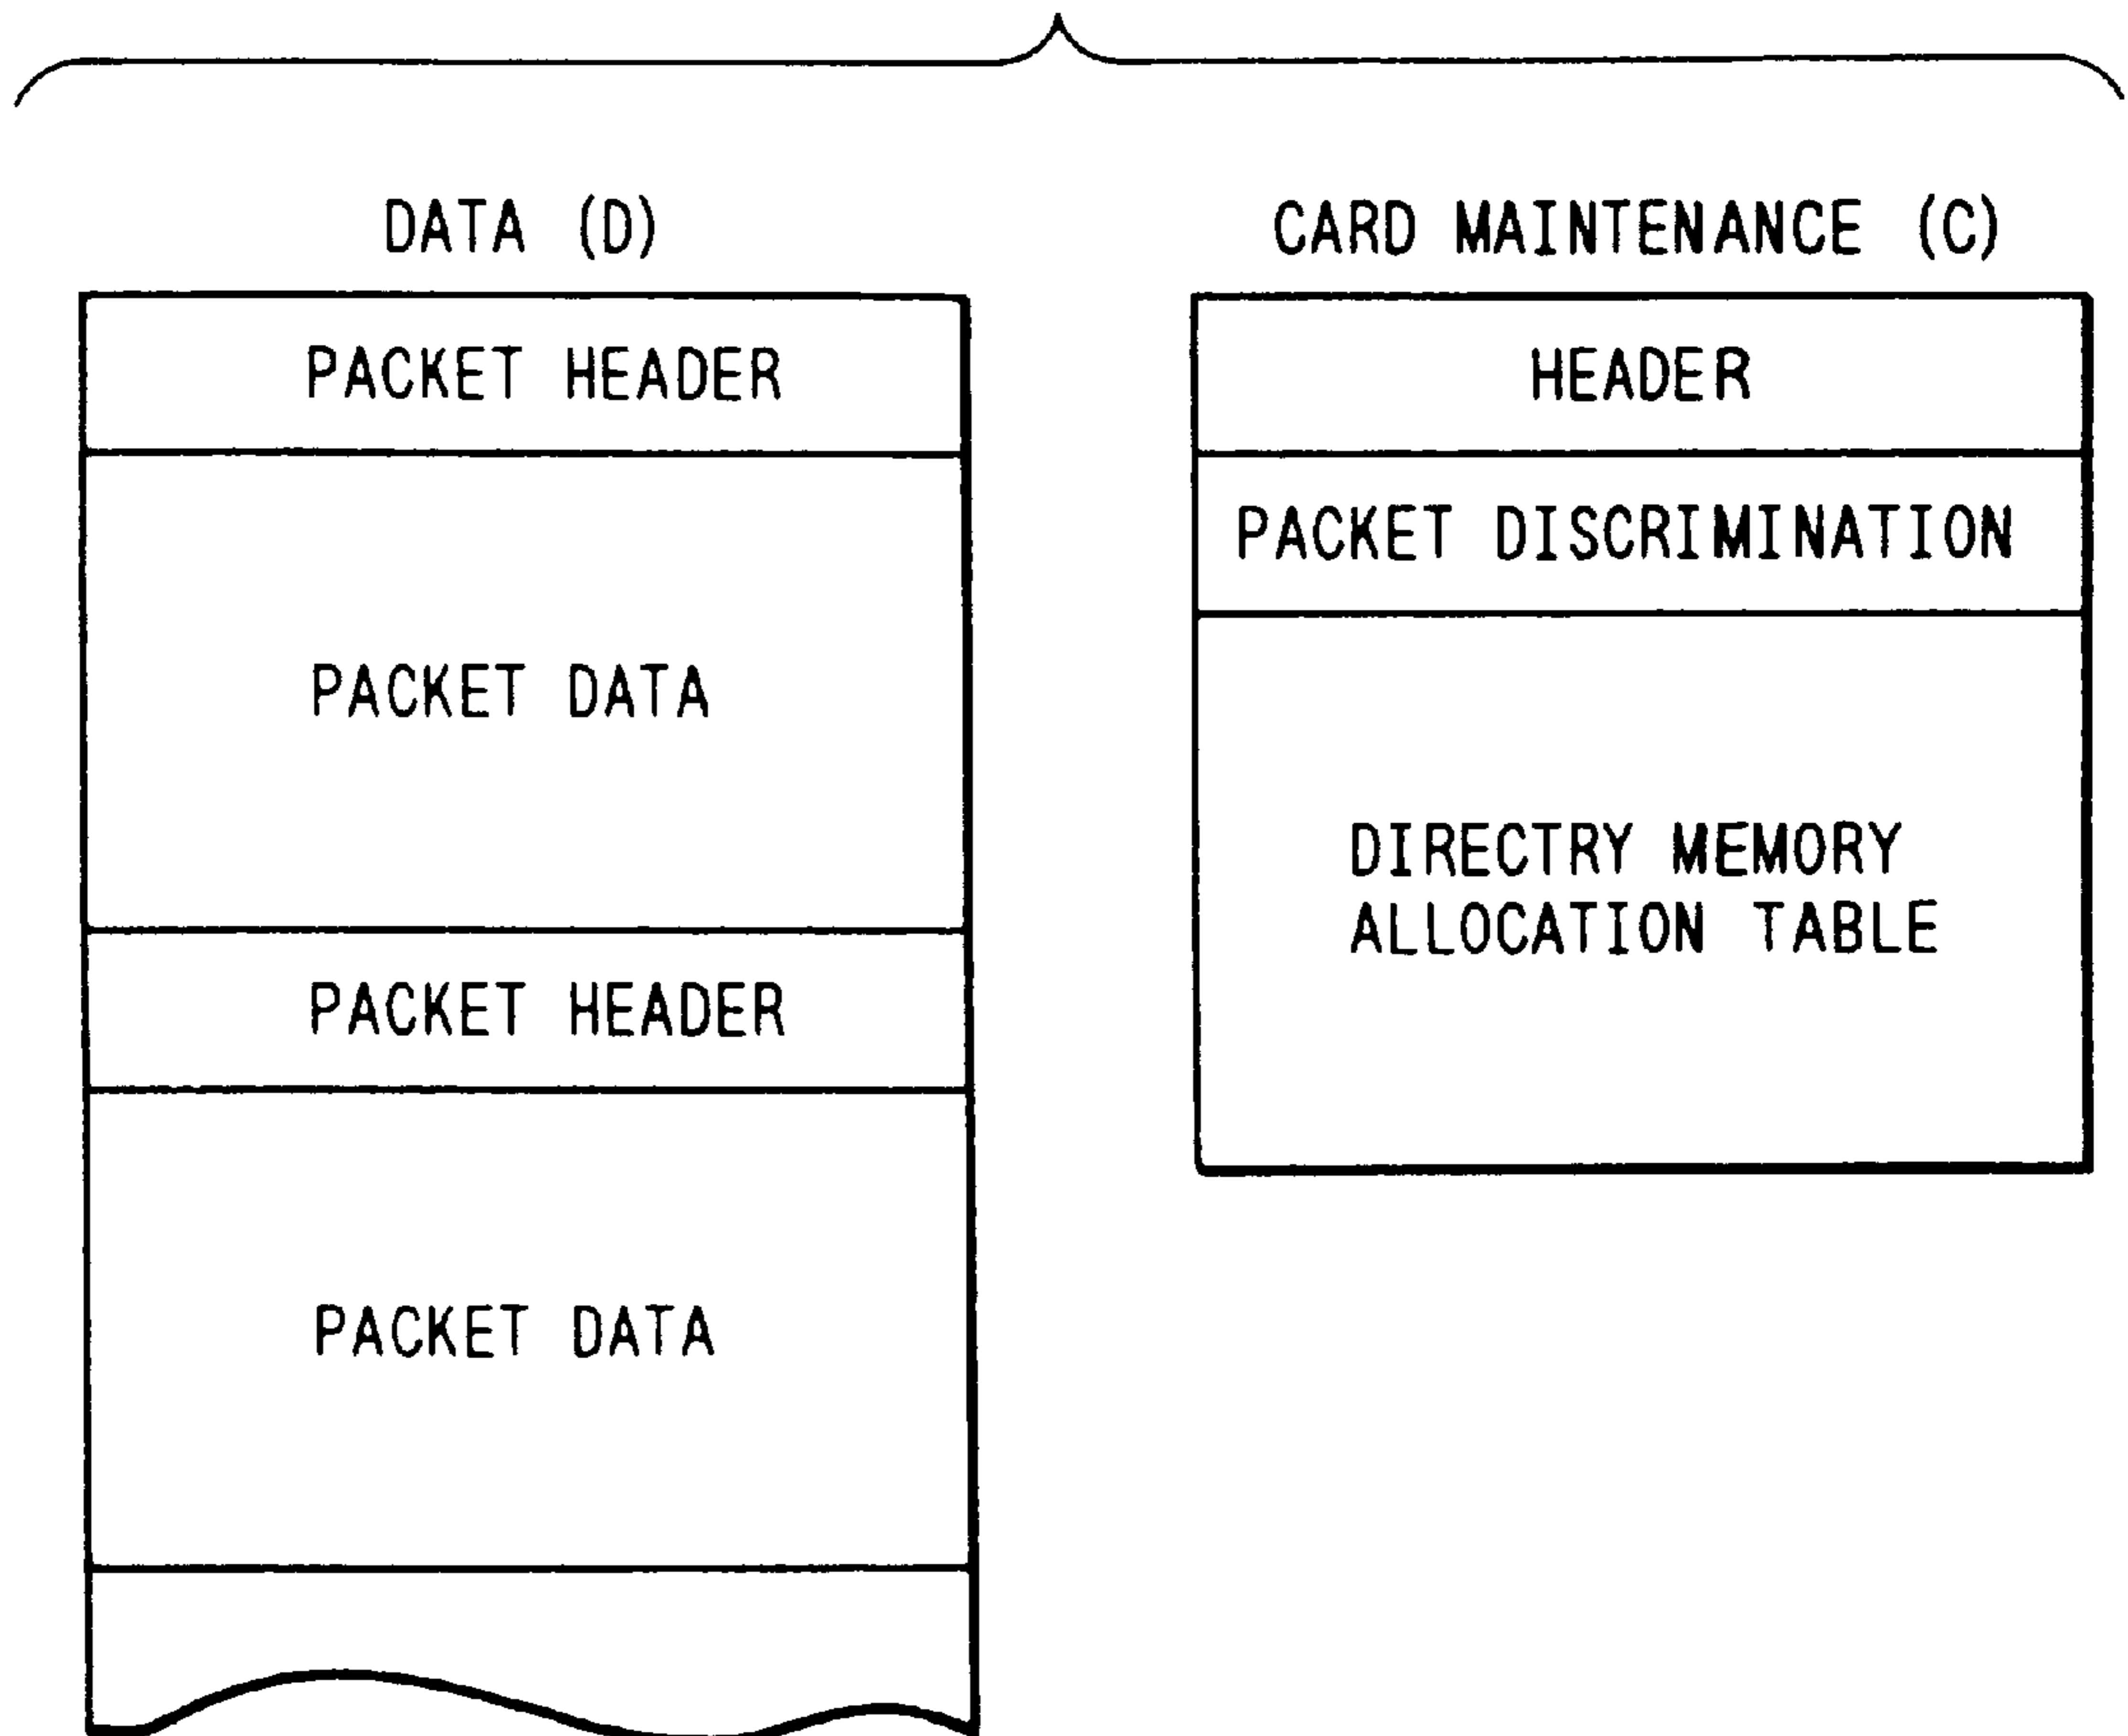 DATA (D)
PACKET HEADER
PACKET DATA
PACKET HEADER
PACKET DATA
CARD MAINTENANCE (C)
HEADER
PACKET DISCRIMINATION
DIRECTRY MEMORY
ALLOCATION TABLE